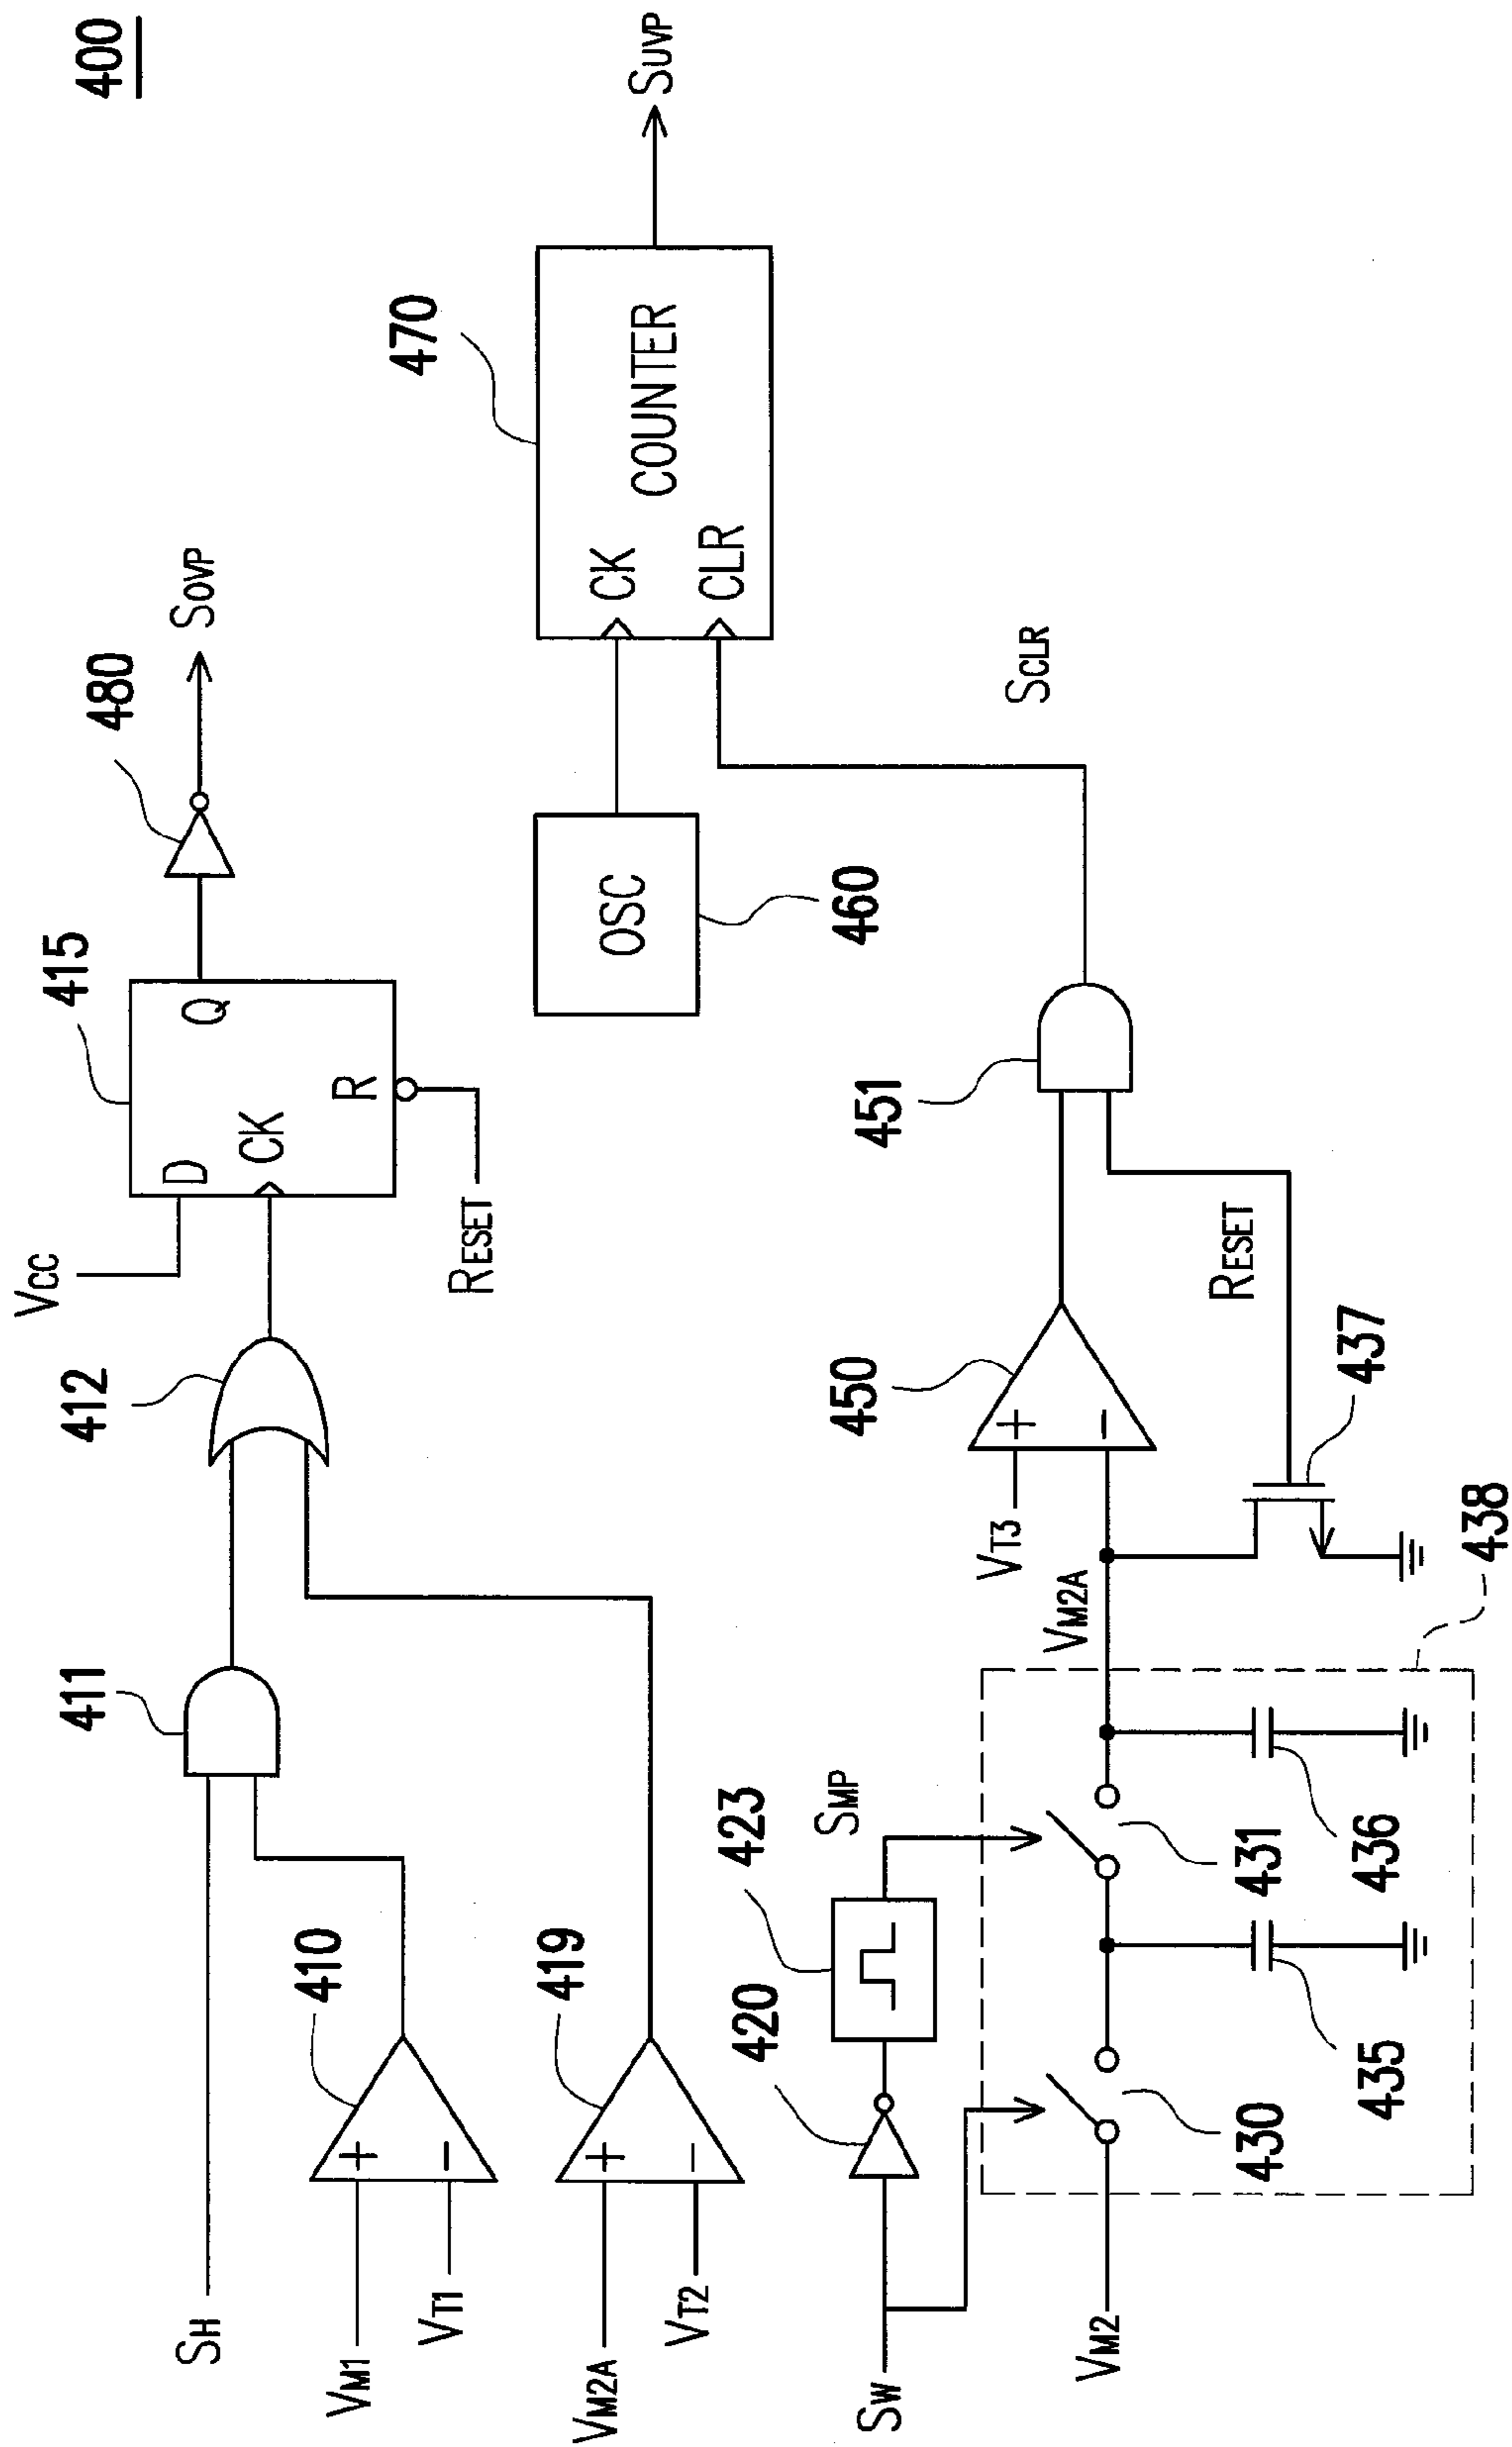 400
SH
VM1
VT1
410
411
VM2A
VT2
419
412
VCC
D
CK
Q
R
415
RESET
480
SOVP
SW
420
423
SMP
VM2
430
431
435
436
438
VM2A
VT3
450
437
RESET
451
SCLR
OSC
460
CK
CLR
COUNTER
470
SUVP